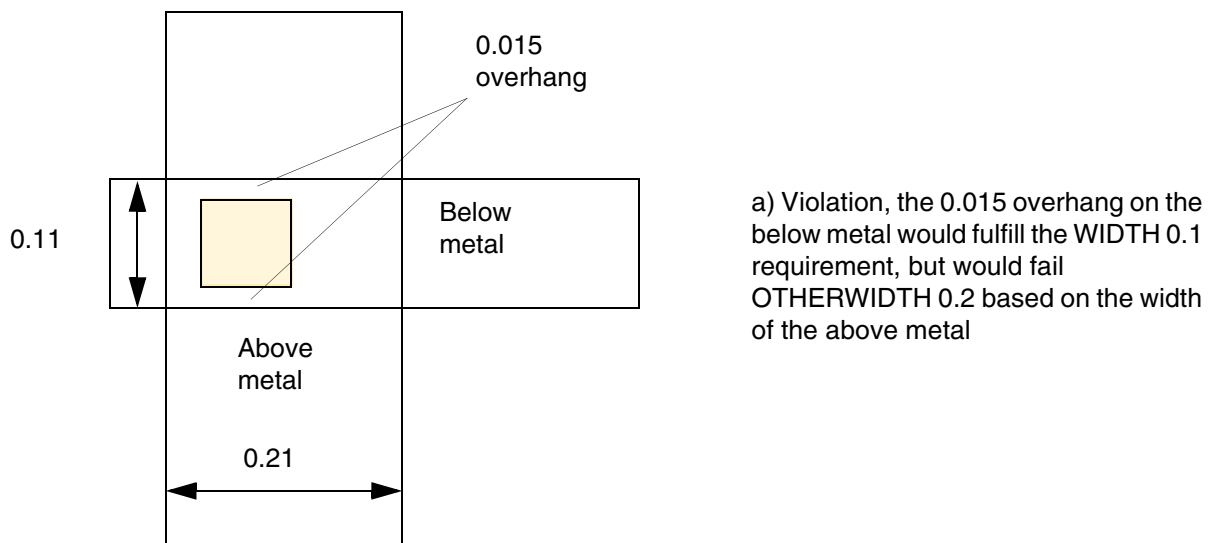 0.015
overhang
0.11
Below
metal
Above
metal
0.21
a) Violation, the 0.015 overhang on the
below metal would fulfill the WIDTH 0.1
requirement, but would fail
OTHERWIDTH 0.2 based on the width
of the above metal